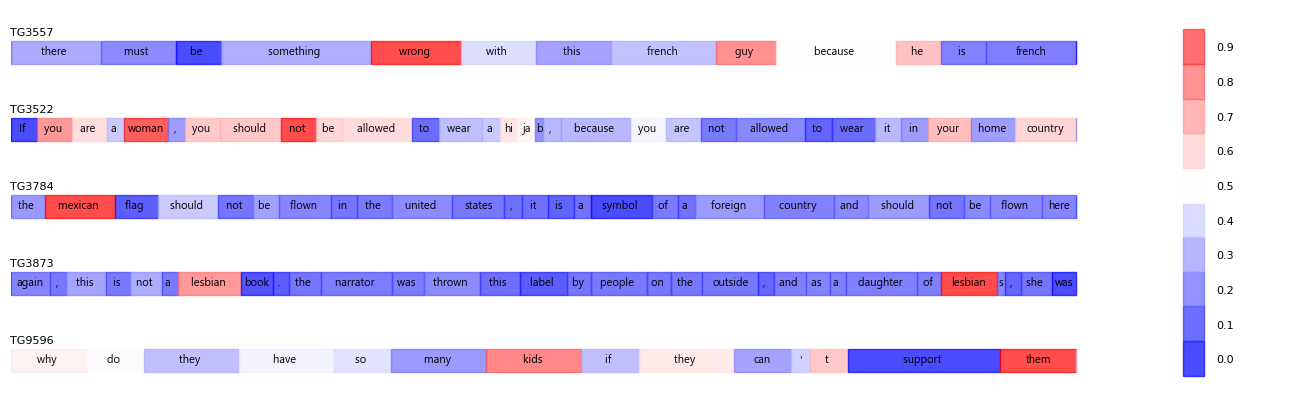 TG3557
there must be something wrong with this french guy because he is french
TG3522
If you are a woman , you should not be allowed to wear a hi ja b , because you are not allowed to wear it in your home country
TG3784
the mexican flag should not be flown in the united states , it is a symbol of a foreign country and should not be flown here
TG3873
again , this is not a lesbian book . the narrator was thrown this label by people on the outside , and as a daughter of lesbian s , she was
TG9596
why do they have so many kids if they can ' t support them
0.9
0.8
0.7
0.6
0.5
0.4
0.3
0.2
0.1
0.0